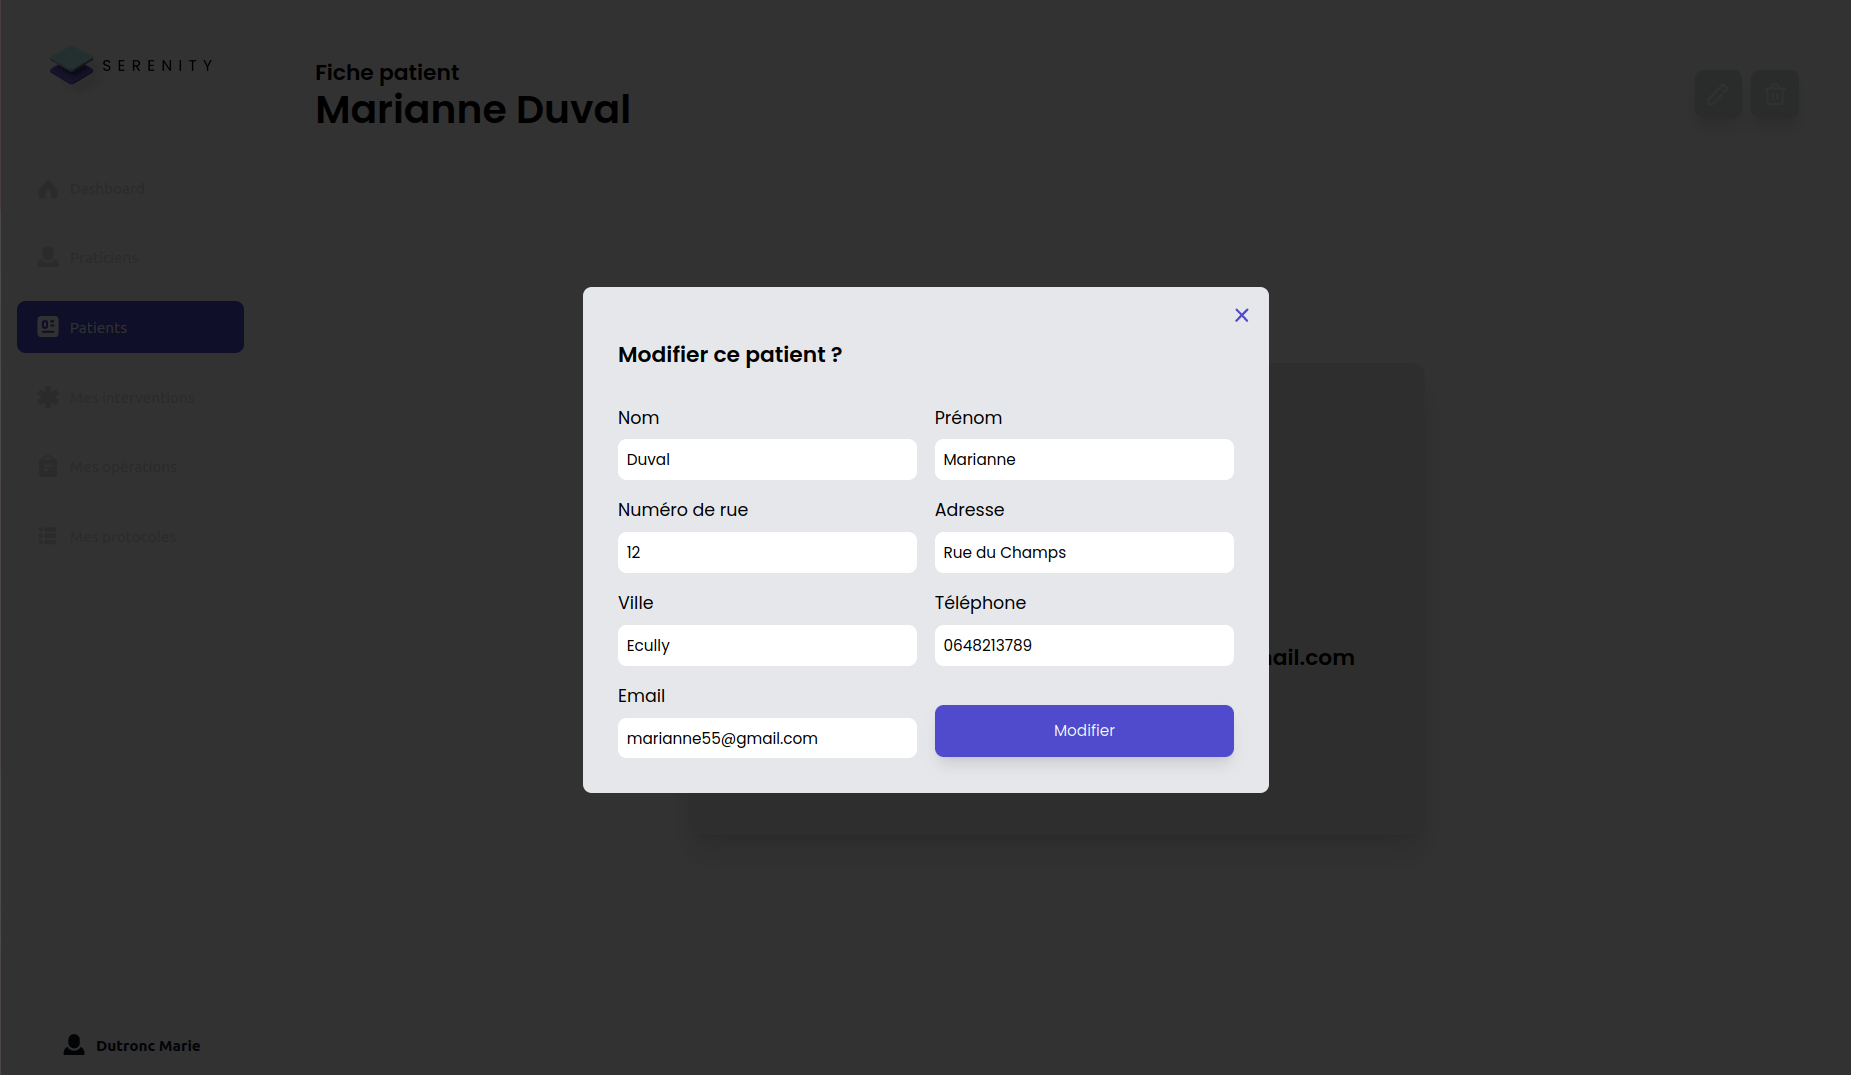 SERENITY
Fiche patient
Marianne Duval
Dashboard
Praticiens
Patients
Mes interventions
Mes opérations
Mes protocoles
Modifier ce patient ?
Nom
Prénom
Duval
Marianne
Numéro de rue
Adresse
12
Rue du Champs
Ville
Téléphone
Ecully
0648213789
ail.com
Email
marianne55@gmail.com
Modifier
Dutronc Marie